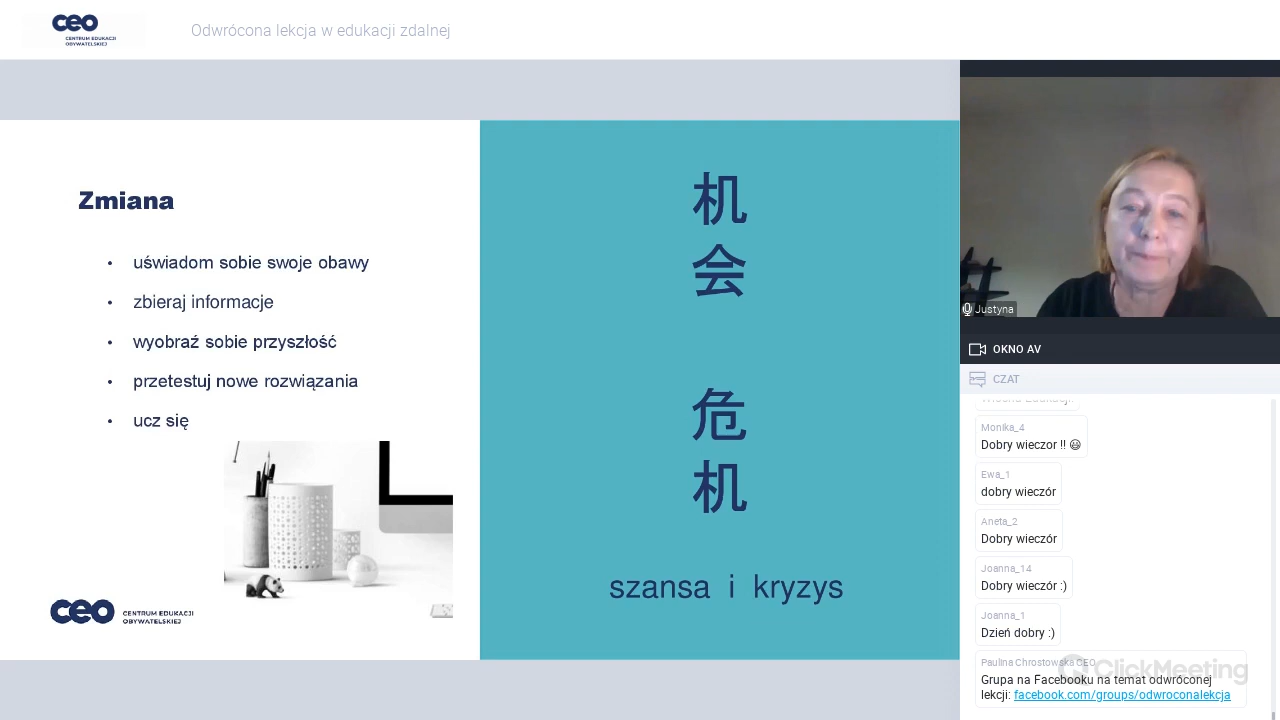 ceo
CENTRUM EDUKACJI
OBYWATELSKIEJ
Odwrócona lekcja w edukacji zdalnej
Zmiana
• uświadom sobie swoje obawy
• zbieraj informacje
• wyobraź sobie przyszłość
• przetestuj nowe rozwiązania
• ucz się
ceo
CENTRUM EDUKACJI
OBYWATELSKIEJ
机
会
危
机
szansa i kryzys
Justyna
OKNO AV
CZAT
Monika_4
Dobry wieczor !! 😃
Ewa_1
dobry wieczór
Aneta_2
Dobry wieczór
Joanna_14
Dobry wieczór :)
Joanna_1
Dzień dobry :)
Paulina Chrostowska CEO
Grupa na Facebooku na temat odwróconej
lekcji: facebook.com/groups/odwroconalekcja
ClickMeeting